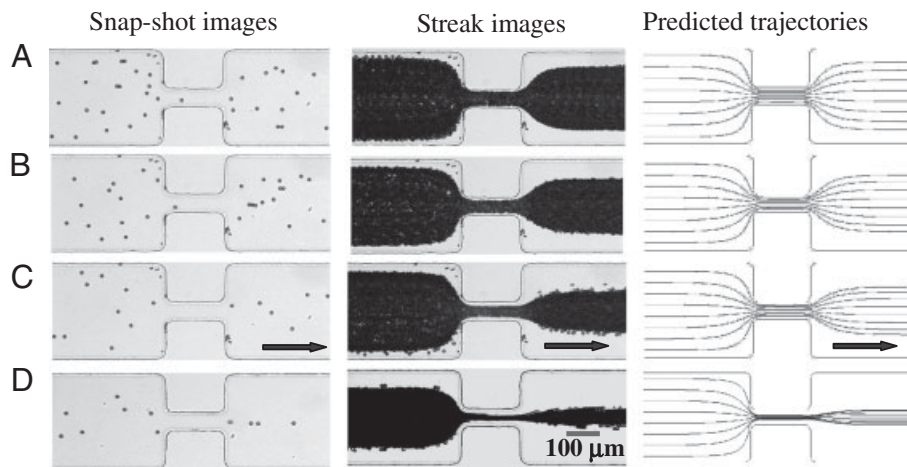 Snap-shot images Streak images Predicted trajectories
A
B
C
D
100 μm